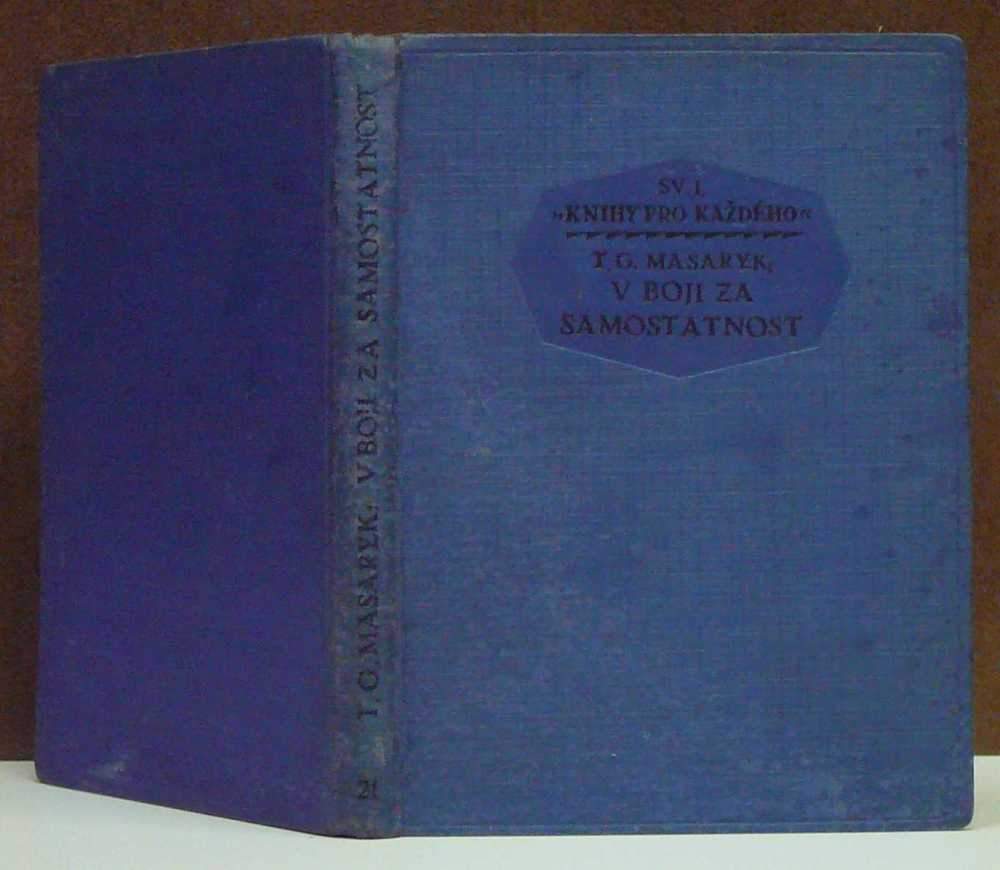 SV. I.
»KNIHY PRO KAŽDÉHO«
T. G. MASARYK:
V BOJI ZA
SAMOSTATNOST
T. G. MASARYK: V BOJI ZA SAMOSTATNOST
21